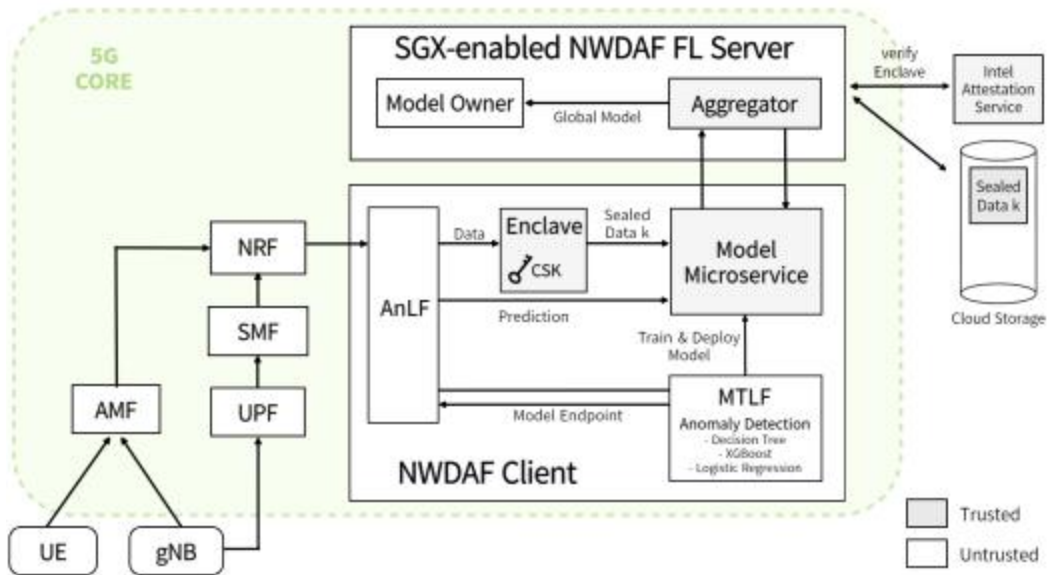 5G
CORE
SGX-enabled NWDAF FL Server
Model Owner
Global Model
Aggregator
verify
Enclave
Intel
Attestation
Service
Sealed
Data k
Cloud Storage
AnLF
Data
Enclave
CSK
Sealed
Data k
Model
Microservice
Prediction
Train & Deploy
Model
Model Endpoint
MTLF
Anomaly Detection
- Decision Tree
- XGBoost
- Logistic Regression
NWDAF Client
NRF
SMF
AMF
UPF
UE
gNB
Trusted
Untrusted